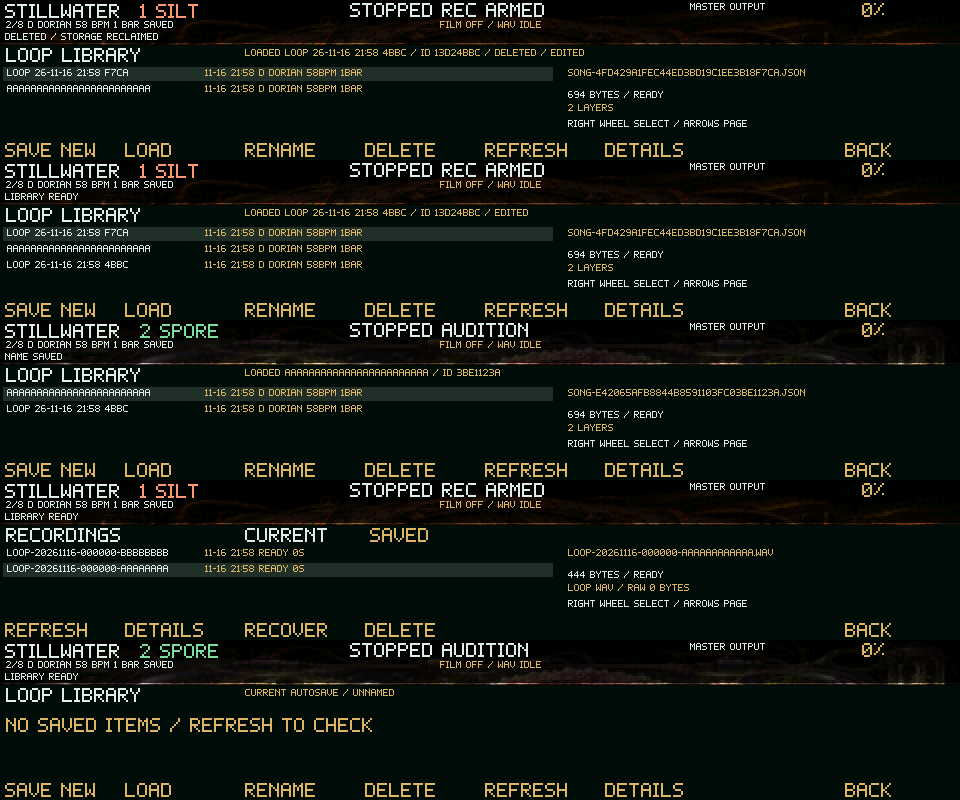 STILLWATER 1 SILT STOPPED REC ARMED MASTER OUTPUT 0%
2/8 D DORIAN 58 BPM 1 BAR SAVED FILM OFF / WAV IDLE
DELETED / STORAGE RECLAIMED
LOOP LIBRARY LOADED LOOP 26-11-16 21:58 4BBC / ID 13D24BBC / DELETED / EDITED
LOOP 26-11-16 21:58 F7CA 11-16 21:58 D DORIAN 58BPM 1BAR SONG-4FD429A1FEC44ED3BD19C1EE3B18F7CA.JSON
AAAAAAAAAAAAAAAAAAAAAAAA 11-16 21:58 D DORIAN 58BPM 1BAR
694 BYTES / READY
2 LAYERS
RIGHT WHEEL SELECT / ARROWS PAGE
SAVE NEW LOAD RENAME DELETE REFRESH DETAILS BACK
STILLWATER 1 SILT STOPPED REC ARMED MASTER OUTPUT 0%
2/8 D DORIAN 58 BPM 1 BAR SAVED FILM OFF / WAV IDLE
LIBRARY READY
LOOP LIBRARY LOADED LOOP 26-11-16 21:58 4BBC / ID 13D24BBC / EDITED
LOOP 26-11-16 21:58 F7CA 11-16 21:58 D DORIAN 58BPM 1BAR SONG-4FD429A1FEC44ED3BD19C1EE3B18F7CA.JSON
AAAAAAAAAAAAAAAAAAAAAAAA 11-16 21:58 D DORIAN 58BPM 1BAR
694 BYTES / READY
LOOP 26-11-16 21:58 4BBC 11-16 21:58 D DORIAN 58BPM 1BAR
2 LAYERS
RIGHT WHEEL SELECT / ARROWS PAGE
SAVE NEW LOAD RENAME DELETE REFRESH DETAILS BACK
STILLWATER 2 SPORE STOPPED AUDITION MASTER OUTPUT 0%
2/8 D DORIAN 58 BPM 1 BAR SAVED FILM OFF / WAV IDLE
NAME SAVED
LOOP LIBRARY LOADED AAAAAAAAAAAAAAAAAAAAAAAA / ID 3BE1123A
AAAAAAAAAAAAAAAAAAAAAAAA 11-16 21:58 D DORIAN 58BPM 1BAR SONG-E42065AFB8844B8591103FC03BE1123A.JSON
LOOP 26-11-16 21:58 4BBC 11-16 21:58 D DORIAN 58BPM 1BAR
694 BYTES / READY
2 LAYERS
RIGHT WHEEL SELECT / ARROWS PAGE
SAVE NEW LOAD RENAME DELETE REFRESH DETAILS BACK
STILLWATER 1 SILT STOPPED REC ARMED MASTER OUTPUT 0%
2/8 D DORIAN 58 BPM 1 BAR SAVED FILM OFF / WAV IDLE
LIBRARY READY
RECORDINGS CURRENT SAVED
LOOP-20261116-000000-BBBBBBBB 11-16 21:58 READY 0S LOOP-20261116-000000-AAAAAAAAAAAA.WAV
LOOP-20261116-000000-AAAAAAAA 11-16 21:58 READY 0S
444 BYTES / READY
LOOP WAV / RAW 0 BYTES
RIGHT WHEEL SELECT / ARROWS PAGE
REFRESH DETAILS RECOVER DELETE BACK
STILLWATER 2 SPORE STOPPED AUDITION MASTER OUTPUT 0%
2/8 D DORIAN 58 BPM 1 BAR SAVED FILM OFF / WAV IDLE
LIBRARY READY
LOOP LIBRARY CURRENT AUTOSAVE / UNNAMED
NO SAVED ITEMS / REFRESH TO CHECK
SAVE NEW LOAD RENAME DELETE REFRESH DETAILS BACK